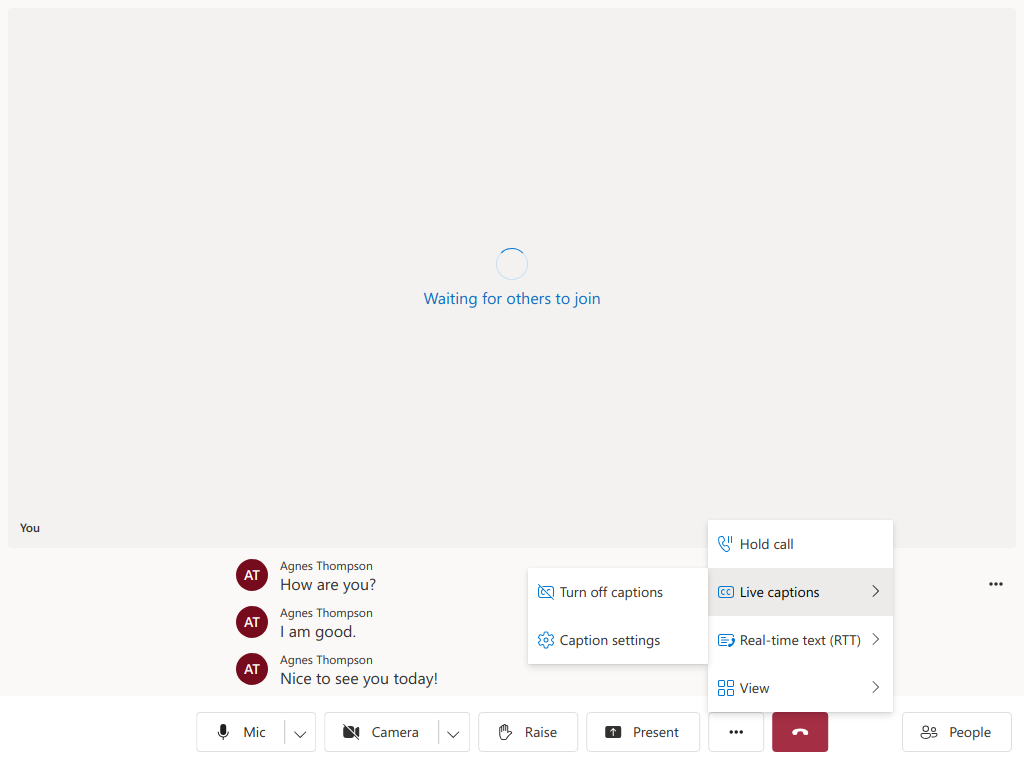 Waiting for others to join
You
Agnes Thompson
AT
How are you?
Agnes Thompson
AT
I am good.
Agnes Thompson
AT
Nice to see you today!
Turn off captions
Caption settings
Hold call
CC Live captions
Real-time text (RTT)
View
Mic
Camera
Raise
Present
People